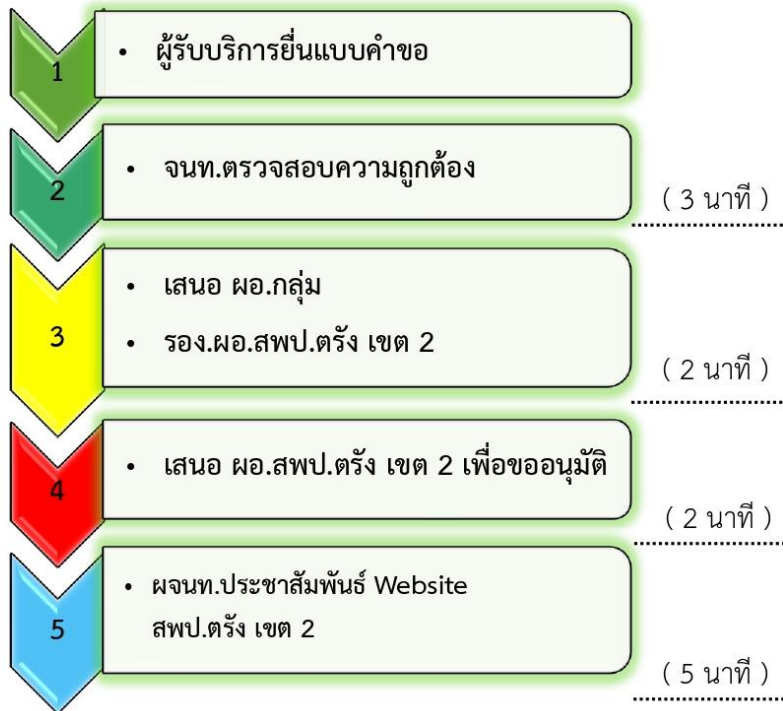 1
• ผู้รับบริการยื่นแบบคำขอ
2
• จนท.ตรวจสอบความถูกต้อง
( 3 นาที )
3
• เสนอ ผอ.กลุ่ม
• รอง.ผอ.สพป.ตรัง เขต 2
( 2 นาที )
4
• เสนอ ผอ.สพป.ตรัง เขต 2 เพื่อขออนุมัติ
( 2 นาที )
5
• ผจนท.ประชาสัมพันธ์ Website
สพป.ตรัง เขต 2
( 5 นาที )